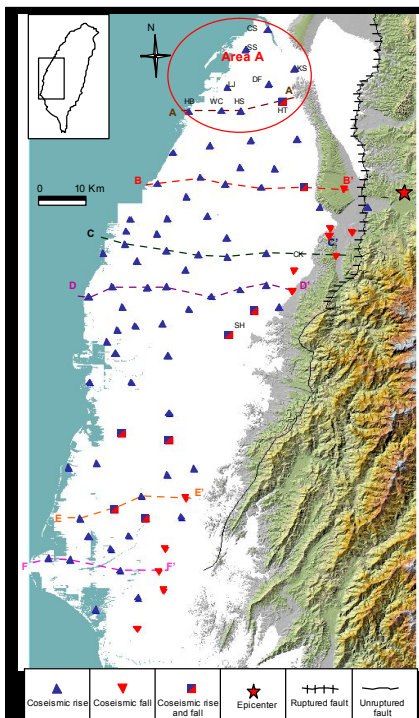 N
CS
SS
Area A
KS
DF
LJ
A'
HB
WC
HS
HT
A
B
B'
0
10 Km
C
C'
CK
D
D'
SH
E'
E
F
F'
Coseismic rise
Coseismic fall
Coseismic rise
and fall
Epicenter
Ruptured fault
Unruptured
fault